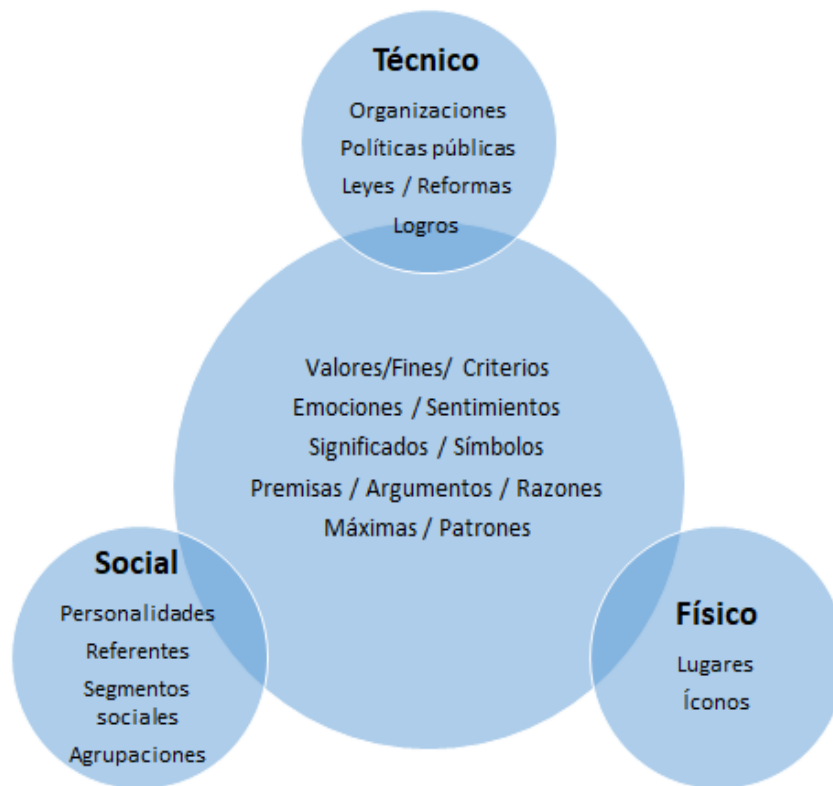 Técnico
Organizaciones
Políticas públicas
Leyes / Reformas
Logros
Valores/Fines/ Criterios
Emociones / Sentimientos
Significados / Símbolos
Premisas / Argumentos / Razones
Máximas / Patrones
Social
Personalidades
Referentes
Segmentos
sociales
Agrupaciones
Físico
Lugares
Íconos